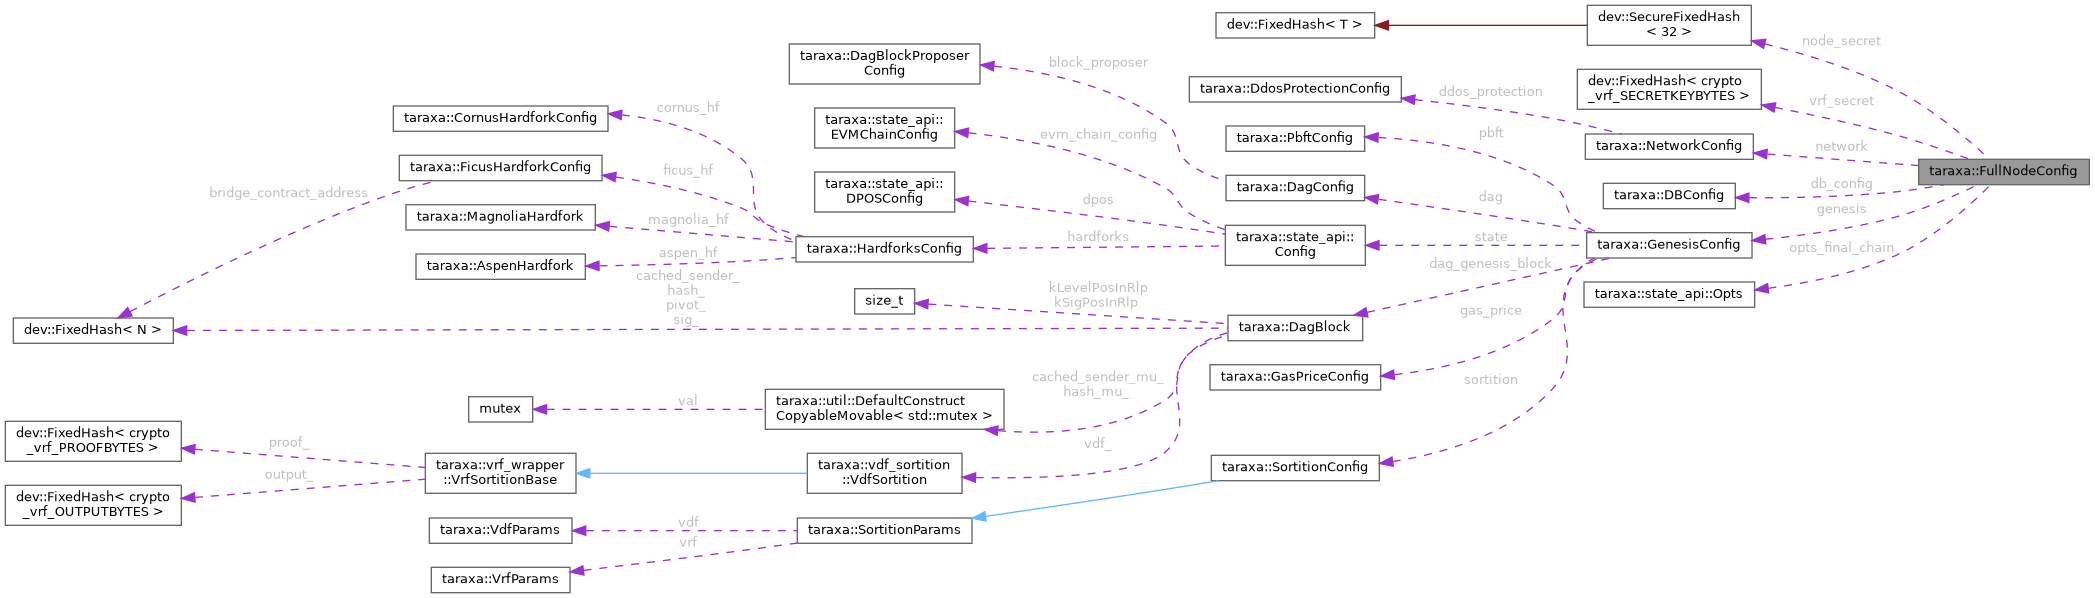 dev::FixedHash< T >
dev::SecureFixedHash
< 32 >
node_secret
taraxa::DagBlockProposer
Config
block_proposer
taraxa::DdosProtectionConfig
ddos_protection
dev::FixedHash< crypto
_vrf_SECRETKEYBYTES >
vrf_secret
taraxa::CornusHardforkConfig
cornus_hf
taraxa::state_api::
EVMChainConfig
evm_chain_config
taraxa::PbftConfig
pbft
taraxa::NetworkConfig
network
taraxa::FullNodeConfig
taraxa::FicusHardforkConfig
ficus_hf
bridge_contract_address
taraxa::state_api::
DPOSConfig
dpos
taraxa::DagConfig
dag
taraxa::DBConfig
db_config
genesis
taraxa::MagnoliaHardfork
magnolia_hf
taraxa::HardforksConfig
hardforks
taraxa::state_api::
Config
state
taraxa::GenesisConfig
opts_final_chain
taraxa::AspenHardfork
aspen_hf
dag_genesis_block
cached_sender_
hash_
pivot_
sig_
size_t
kLevelPosInRlp
kSigPosInRlp
taraxa::state_api::Opts
dev::FixedHash< N >
taraxa::DagBlock
gas_price
taraxa::GasPriceConfig
sortition
cached_sender_mu_
hash_mu_
mutex
val
taraxa::util::DefaultConstruct
CopyableMovable< std::mutex >
dev::FixedHash< crypto
_vrf_PROOFBYTES >
proof_
vdf_
taraxa::vrf_wrapper
::VrfSortitionBase
taraxa::vdf_sortition
::VdfSortition
taraxa::SortitionConfig
output_
dev::FixedHash< crypto
_vrf_OUTPUTBYTES >
taraxa::VdfParams
vdf
taraxa::SortitionParams
vrf
taraxa::VrfParams